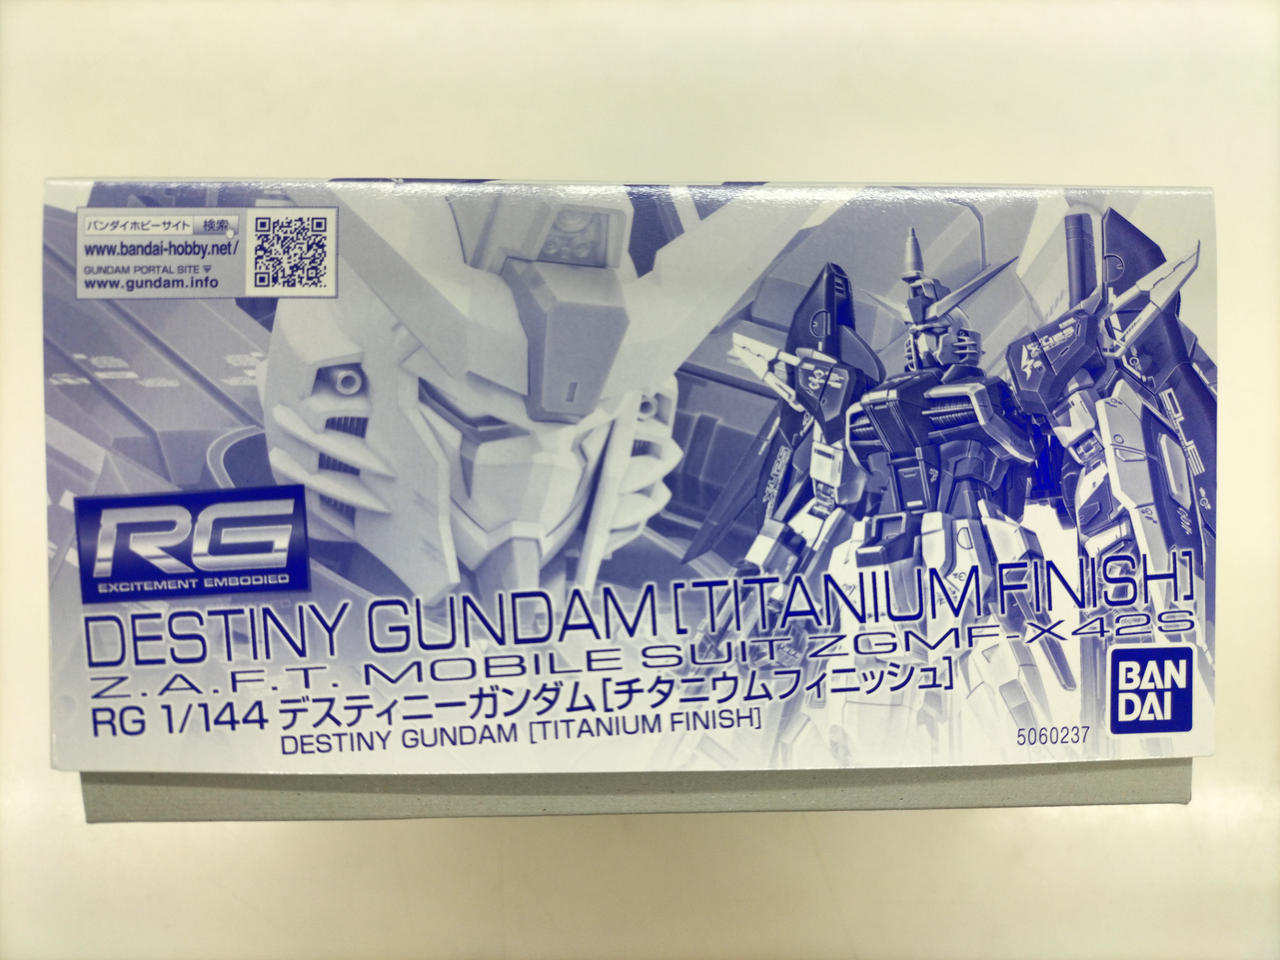 バンダイホビーサイト 検索
www.bandai-hobby.net/
GUNDAM PORTAL SITE
www.gundam.info
RG
EXCITEMENT EMBODIED
DESTINY GUNDAM [TITANIUM FINISH]
Z.A.F.T. MOBILE SUIT ZGMF-X42S
RG 1/144 デスティニーガンダム[チタニウムフィニッシュ]
DESTINY GUNDAM [TITANIUM FINISH]
5060237
BAN
DAI